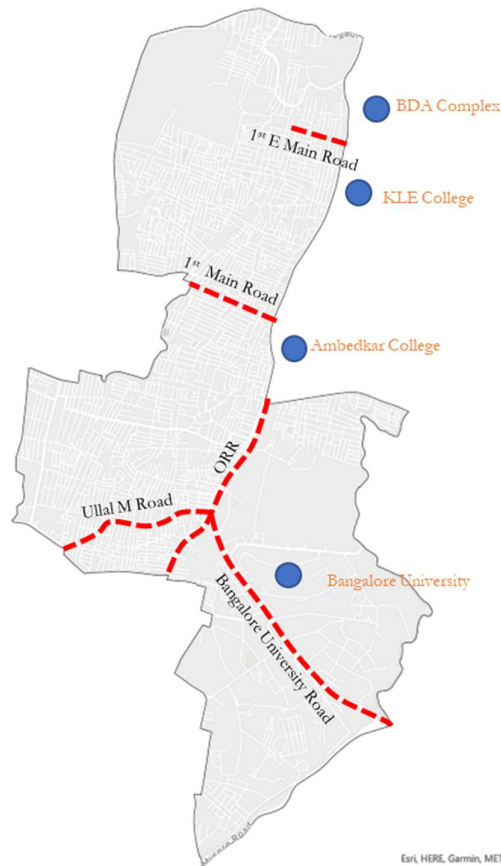 BDA Complex
1st E Main Road
KLE College
1st Main Road
Ambedkar College
ORR
Ullal M Road
Bangalore University
Bangalore University Road
Road
Esri, HERE, Garmin, MET